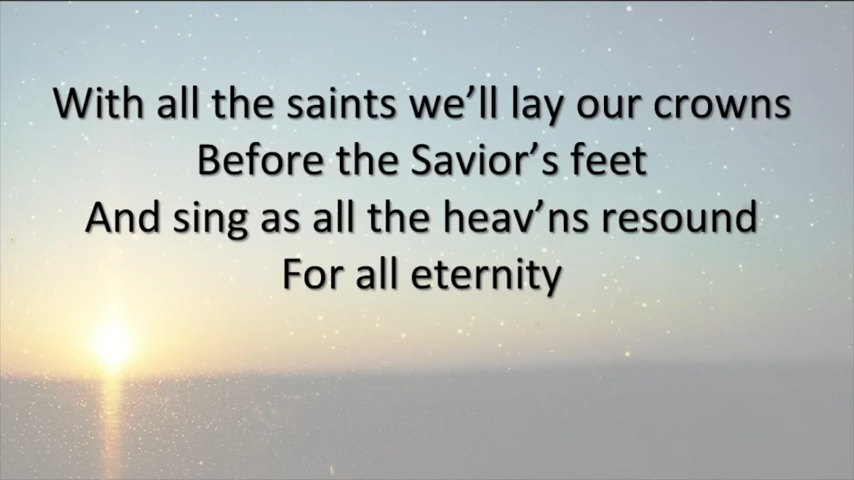 With all the saints we’ll lay our crowns
Before the Savior’s feet
And sing as all the heav’ns resound
For all eternity